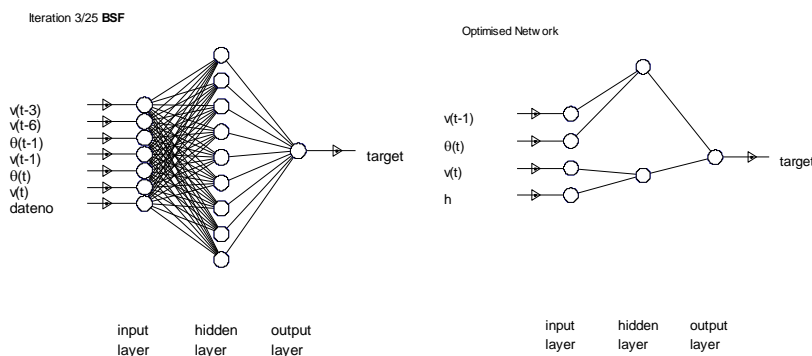 Iteration 3/25 BSF
v(t-3)
v(t-6)
θ(t-1)
v(t-1)
θ(t)
v(t)
dateno
target
input
layer
hidden
layer
output
layer
Optimised Network
v(t-1)
θ(t)
v(t)
h
target
input
layer
hidden
layer
output
layer